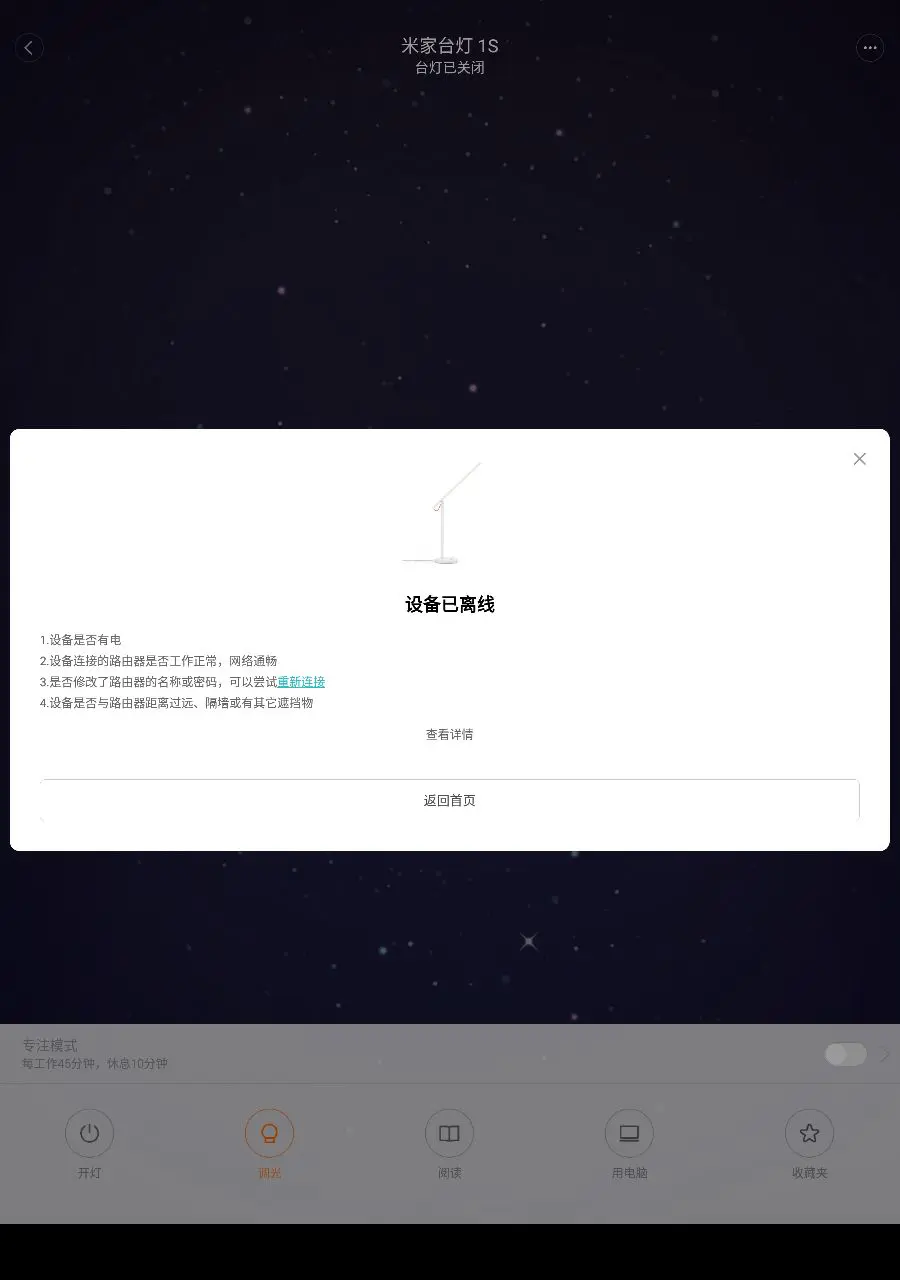 米家台灯 1S
台灯已关闭
设备已离线
1.设备是否有电
2.设备连接的路由器是否工作正常，网络通畅
3.是否修改了路由器的名称或密码，可以尝试重新连接
4.设备是否与路由器距离过远、隔墙或有其它遮挡物
查看详情
返回首页
专注模式
每工作45分钟，休息10分钟
开灯
调光
阅读
用电脑
收藏夹